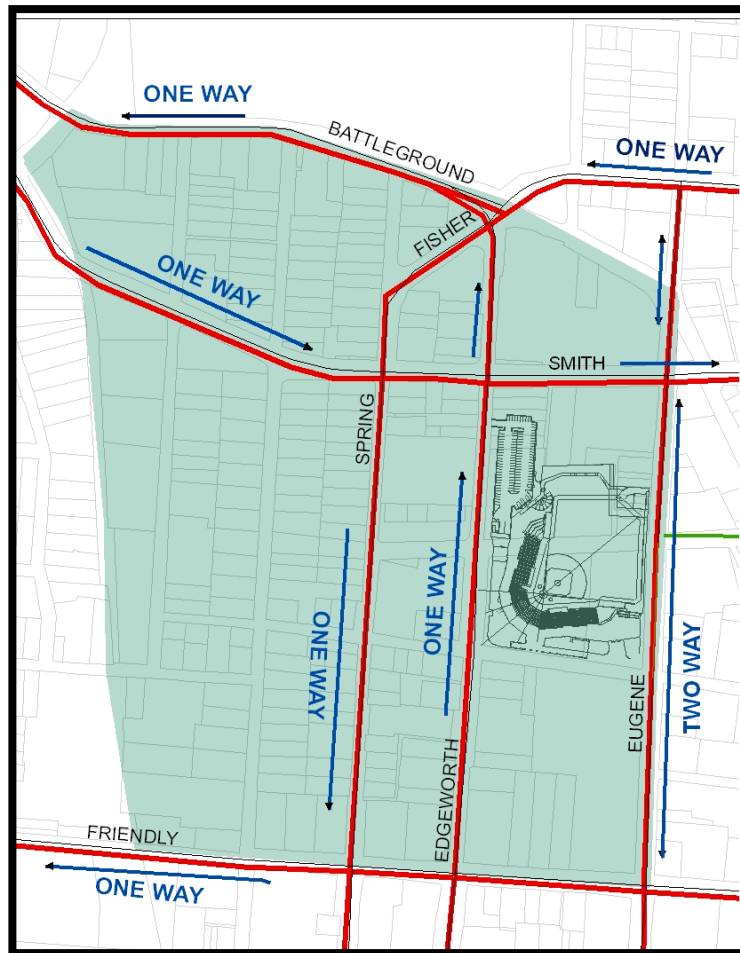 ONE WAY
BATTLEGROUND
ONE WAY
FISHER
ONE WAY
SMITH
SPRING
ONE WAY
ONE WAY
TWO WAY
EUGENE
EDGEWORTH
FRIENDLY
ONE WAY